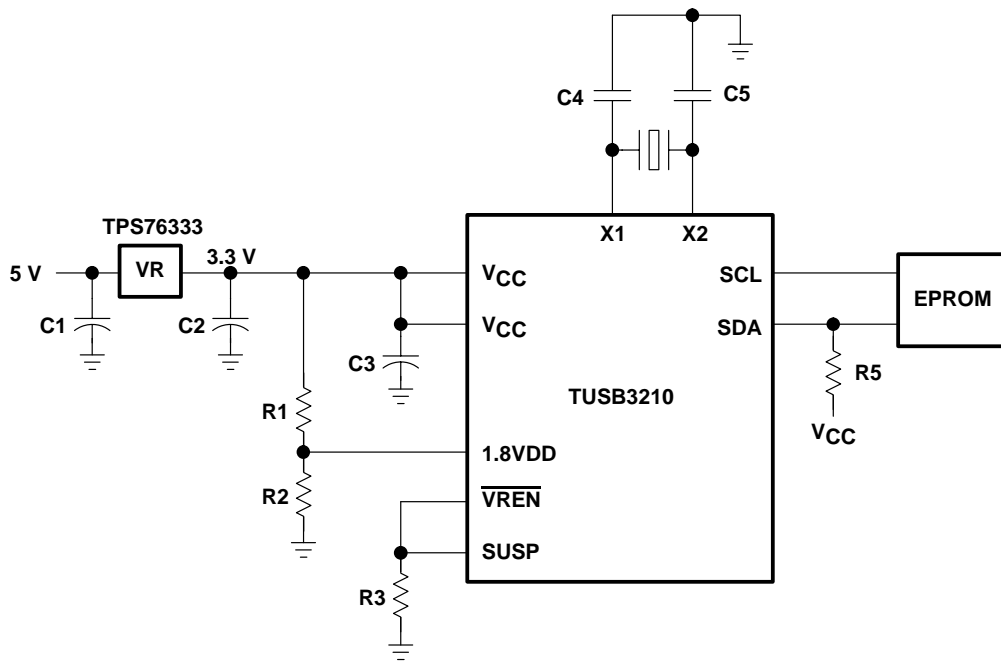 C4
C5
X1
X2
TPS76333
5 V
VR
3.3 V
C1
C2
C3
VCC
VCC
SCL
SDA
EPROM
TUSB3210
R5
VCC
R1
R2
1.8VDD
VREN
SUSP
R3